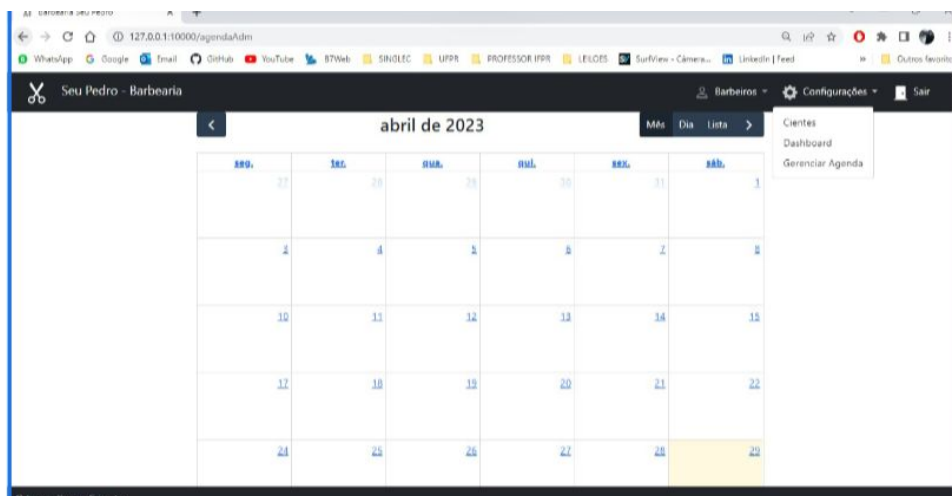 Barbearia Seu Pedro
127.0.0.1:10000/agendaAdm
WhatsApp Google Email GitHub YouTube B7Web SINGLEC UFPR PROFESSOR IFPR LEILOES SurfView - Câmera... LinkedIn | Feed » Outros favoritos
Seu Pedro - Barbearia Barbeiros Configurações Sair
abril de 2023 Mês Dia Lista
Cientes
Dashboard
Gerenciar Agenda
seg. ter. qua. qui. sex. sáb.
27 28 29 30 31 1
3 4 5 6 7 8
10 11 12 13 14 15
17 18 19 20 21 22
24 25 26 27 28 29